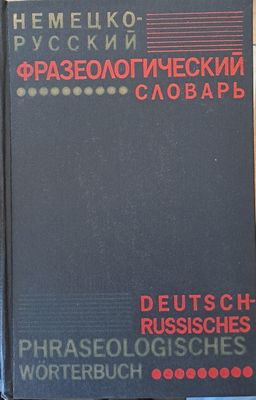 НЕМЕЦКО-
РУССКИЙ
ФРАЗЕОЛОГИЧЕСКИЙ
СЛОВАРЬ
DEUTSCH-
RUSSISCHES
PHRASEOLOGISCHES
WÖRTERBUCH